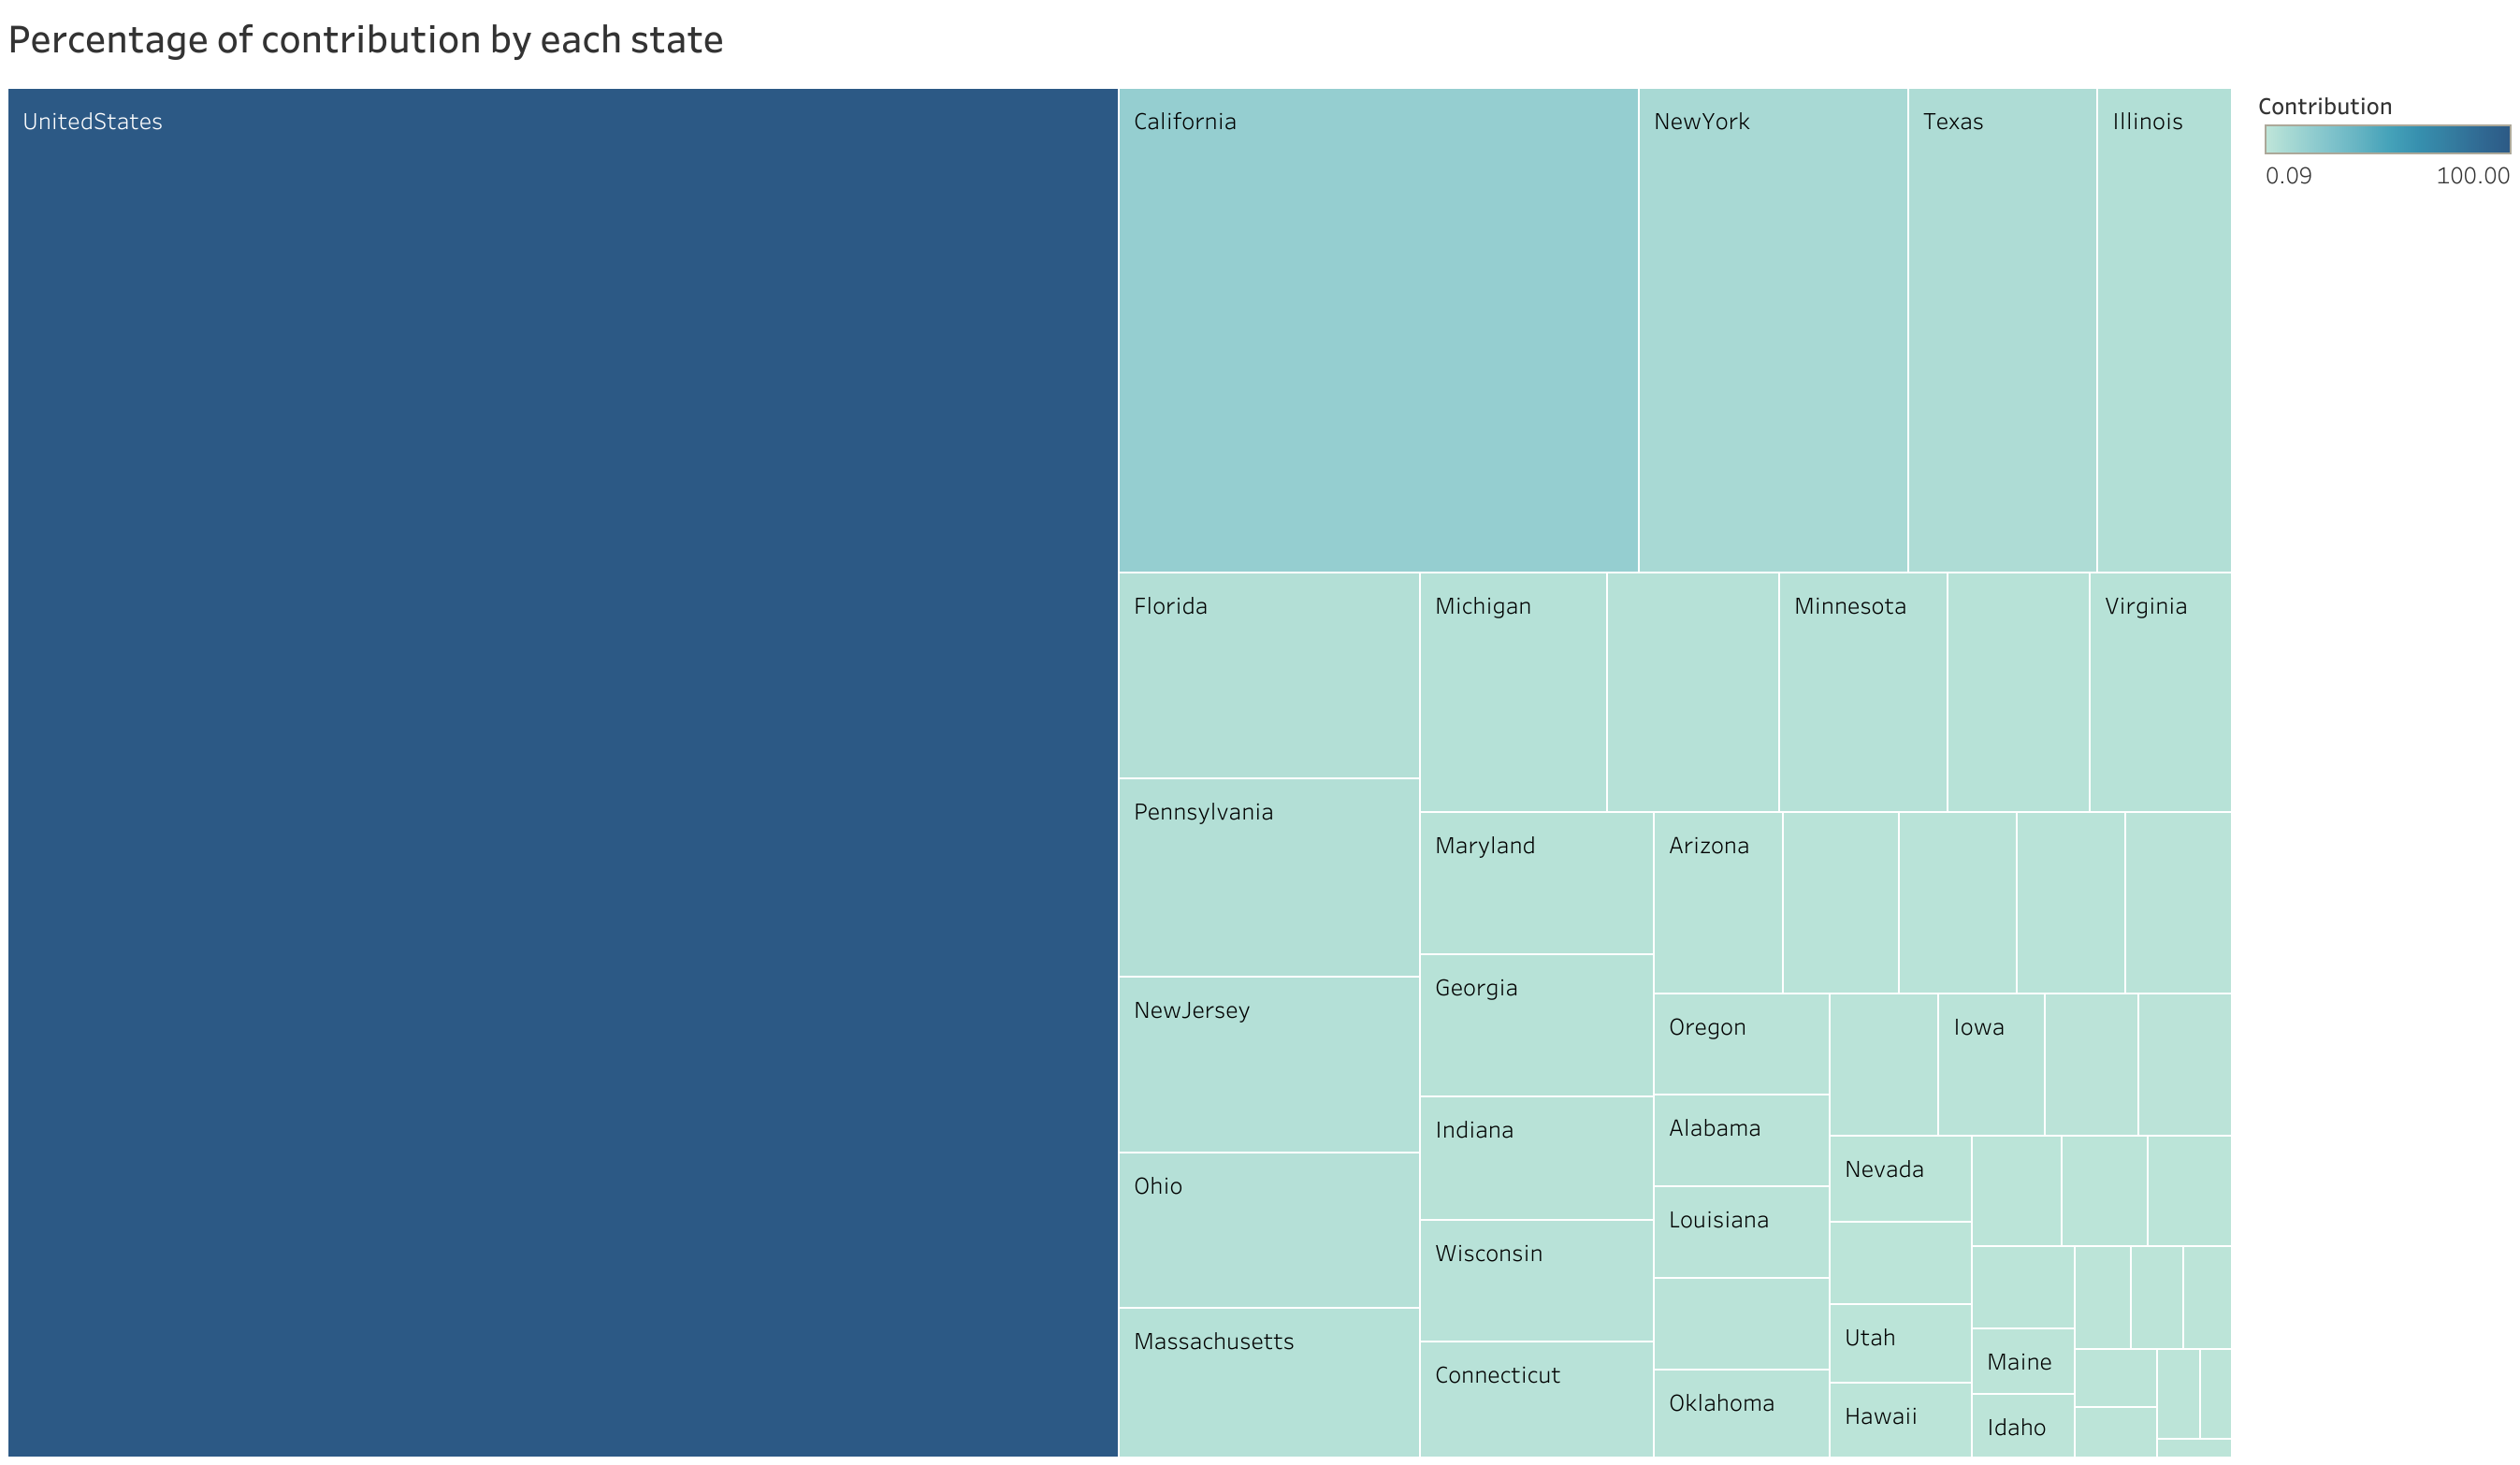 Percentage of contribution by each state
UnitedStates
California
NewYork
Texas
Illinois
Contribution
0.09
100.00
Florida
Michigan
Minnesota
Virginia
Pennsylvania
Maryland
Arizona
Georgia
NewJersey
Oregon
Iowa
Indiana
Alabama
Nevada
Ohio
Louisiana
Wisconsin
Utah
Massachusetts
Maine
Connecticut
Oklahoma
Hawaii
Idaho